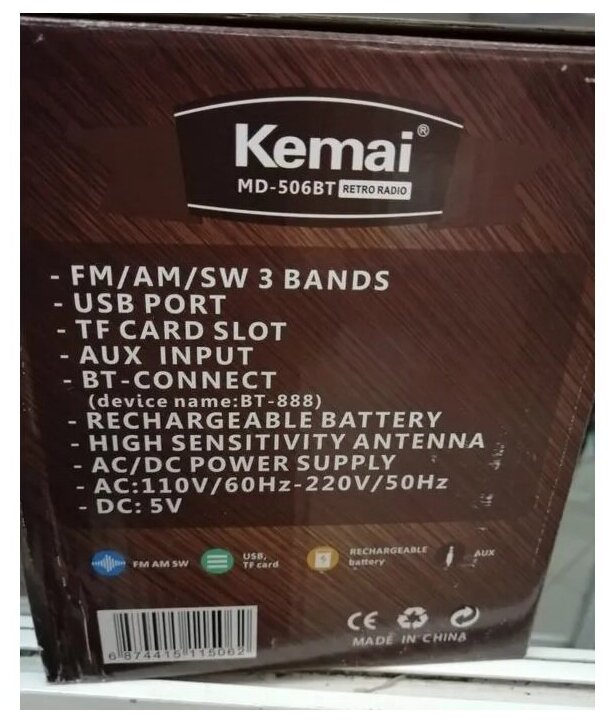 Kemai®
MD-506BT RETRO RADIO
- FM/AM/SW 3 BANDS
- USB PORT
- TF CARD SLOT
- AUX INPUT
- BT-CONNECT
(device name:BT-888)
- RECHARGEABLE BATTERY
- HIGH SENSITIVITY ANTENNA
- AC/DC POWER SUPPLY
- AC:110V/60Hz-220V/50Hz
- DC: 5V
FM AM SW
USB,
TF card
RECHARGEABLE
battery
AUX
CE
MADE IN CHINA
6 874415 115062